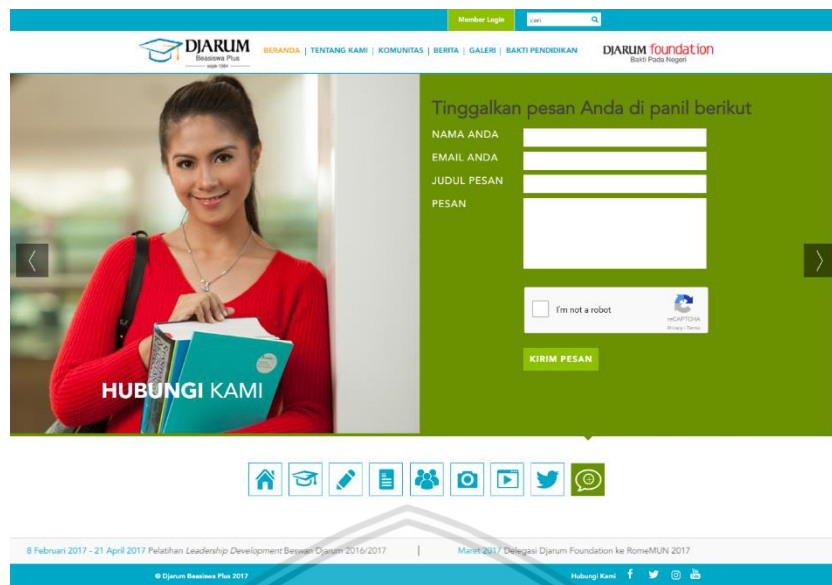 Member Login
cari
DJARUM
Beasiswa Plus
sejak 1984
BERANDA | TENTANG KAMI | KOMUNITAS | BERITA | GALERI | BAKTI PENDIDIKAN
DJARUM foundation
Bakti Pada Negeri
Tinggalkan pesan Anda di panil berikut
NAMA ANDA
EMAIL ANDA
JUDUL PESAN
PESAN
I'm not a robot
reCAPTCHA
Privacy - Terms
KIRIM PESAN
HUBUNGI KAMI
8 Februari 2017 - 21 April 2017 Pelatihan Leadership Development Beswan Djarum 2016/2017 | Maret 2017 Delegasi Djarum Foundation ke RomeMUN 2017
© Djarum Beasiswa Plus 2017
Hubungi Kami